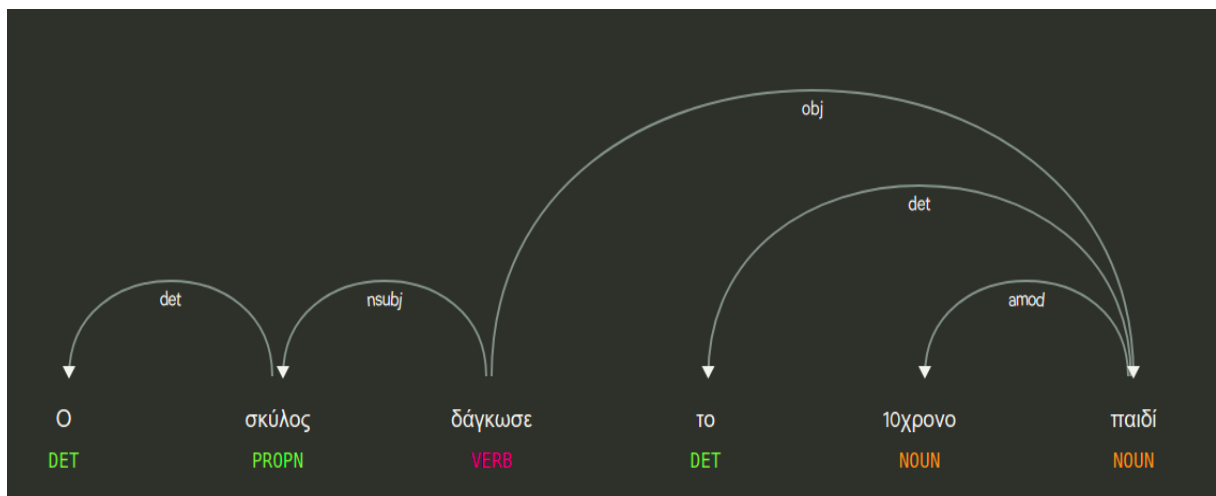 obj
det
det nsubj amod
Ο σκύλος δάγκωσε το 10χρονο παιδί
DET PROPN VERB DET NOUN NOUN